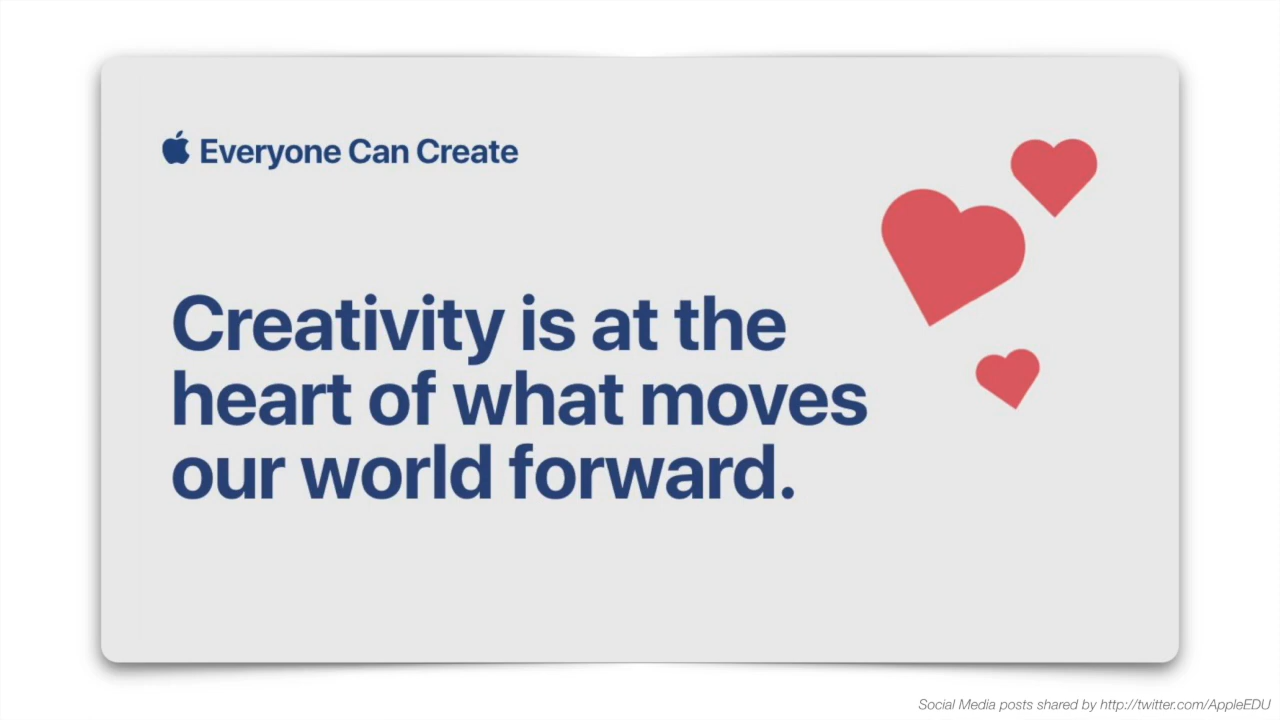 Everyone Can Create
Creativity is at the
heart of what moves
our world forward.
Social Media posts shared by http://twitter.com/AppleEDU